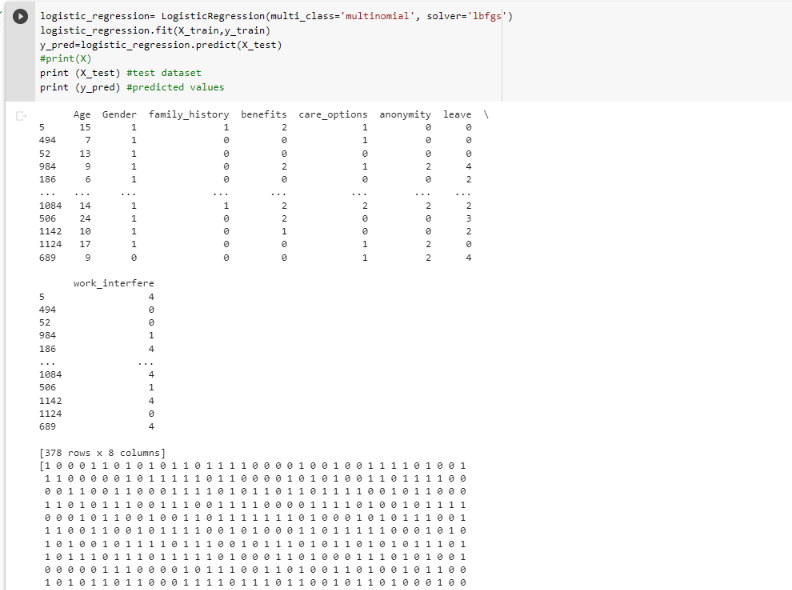 logistic_regression= LogisticRegression(multi_class='multinomial', solver='lbfgs')
logistic_regression.fit(X_train,y_train)
y_pred=logistic_regression.predict(X_test)
#print(X)
print (X_test) #test dataset
print (y_pred) #predicted values
Age Gender family_history benefits care_options anonymity leave \
5 15 1 1 2 1 0 0
494 7 1 0 0 1 0 0
52 13 1 0 0 0 0 0
984 9 1 0 2 1 2 4
186 6 1 0 0 0 0 2
... ... ... ... ... ... ... ...
1084 14 1 1 2 2 2 2
506 24 1 0 2 0 0 3
1142 10 1 0 1 0 0 2
1124 17 1 0 0 1 2 0
689 9 0 0 0 1 2 4
work_interfere
5 4
494 0
52 0
984 1
186 4
... ...
1084 4
506 1
1142 4
1124 0
689 4
[378 rows x 8 columns]
[1 0 0 0 1 1 0 1 0 1 0 1 1 0 1 1 1 1 0 0 0 0 1 0 0 1 0 0 1 1 1 1 0 1 0 0 1
1 1 0 0 0 0 0 1 0 1 1 1 1 1 0 1 1 0 0 0 0 1 0 1 0 1 0 0 1 1 0 1 1 1 1 0 0
0 0 1 1 0 0 1 1 0 0 0 1 1 1 1 0 1 0 1 1 0 1 1 0 1 1 1 1 0 0 1 0 1 1 0 0 0
1 1 0 1 0 1 1 1 0 0 1 1 1 0 0 1 1 1 1 0 0 0 0 1 1 1 1 0 1 0 0 1 0 1 1 1 1
0 0 0 1 0 1 1 0 0 1 0 0 1 1 0 1 1 1 1 1 1 1 0 1 0 0 0 1 0 1 0 1 1 1 0 0 1
1 1 0 0 1 1 0 0 1 0 1 1 1 1 0 0 1 0 1 0 0 0 1 1 0 1 1 1 1 1 0 0 0 1 0 1 0
1 0 1 0 0 1 0 1 1 1 1 0 1 1 1 0 0 1 0 1 1 1 0 1 0 1 1 0 1 0 1 0 1 1 1 0 1
1 0 1 1 1 0 1 1 1 0 1 1 1 1 1 0 1 0 0 0 1 1 0 1 0 0 0 1 1 1 0 1 0 1 0 0 1
0 0 0 0 0 1 1 1 0 0 0 0 1 0 1 1 1 0 0 1 1 0 1 0 0 1 1 0 1 0 0 1 0 1 1 0 0
1 0 1 0 1 1 0 1 1 0 0 0 1 1 1 1 0 1 1 1 0 1 1 0 0 1 0 1 1 0 1 0 0 0 1 0 0